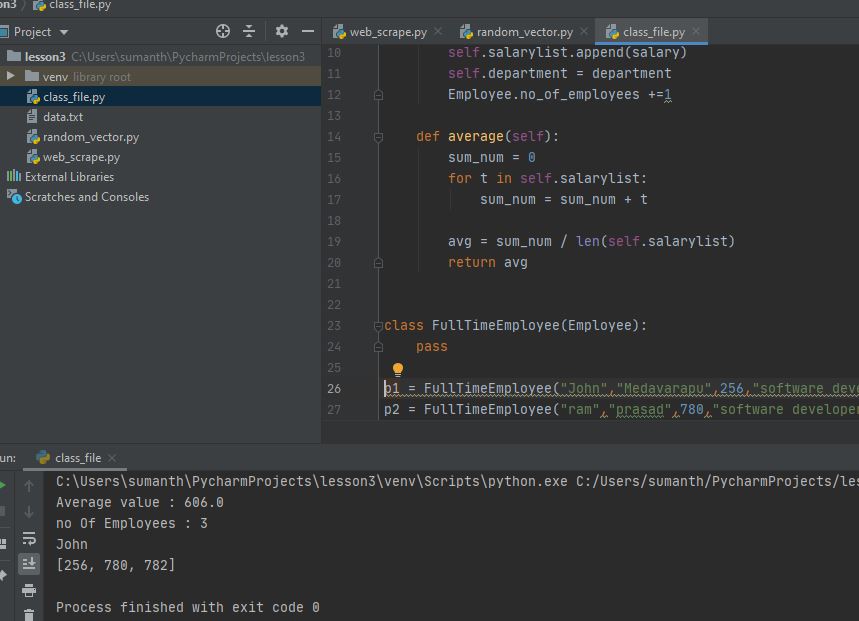 on3 class_file.py
Project
web_scrape.py
random_vector.py
class_file.py
lesson3 C:\Users\sumanth\PycharmProjects\lesson3
venv library root
class_file.py
data.txt
random_vector.py
web_scrape.py
External Libraries
Scratches and Consoles
10 self.salarylist.append(salary)
11 self.department = department
12 Employee.no_of_employees +=1
13
14 def average(self):
15 sum_num = 0
16 for t in self.salarylist:
17 sum_num = sum_num + t
18
19 avg = sum_num / len(self.salarylist)
20 return avg
21
22
23 class FullTimeEmployee(Employee):
24 pass
25
26 p1 = FullTimeEmployee("John","Medavarapu",256,"software deve
27 p2 = FullTimeEmployee("ram","prasad",780,"software developer
un: class_file
C:\Users\sumanth\PycharmProjects\lesson3\venv\Scripts\python.exe C:/Users/sumanth/PycharmProjects/les
Average value : 606.0
no Of Employees : 3
John
[256, 780, 782]
Process finished with exit code 0